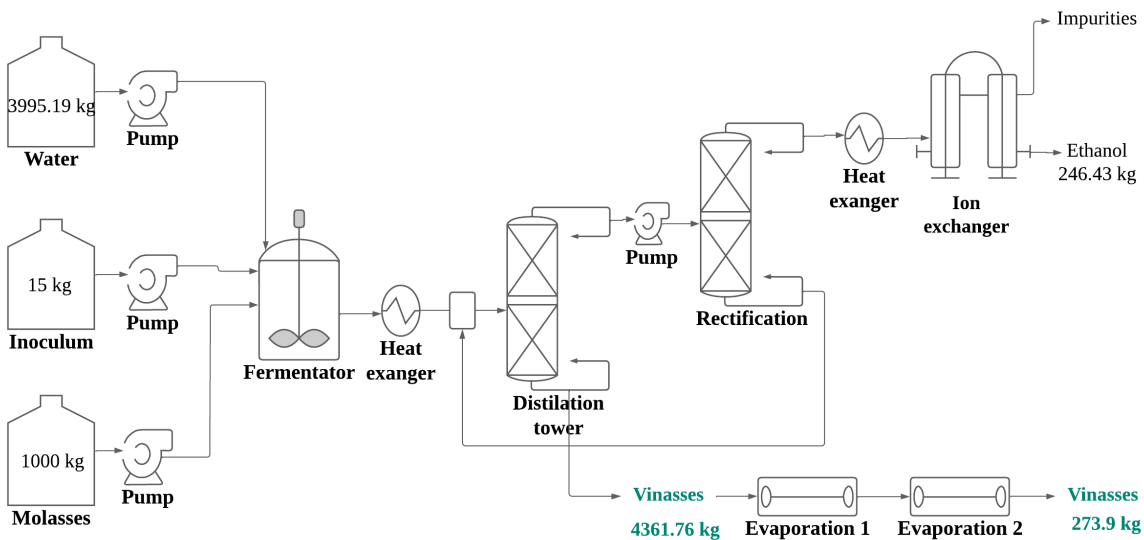 Impurities
3995.19 kg
Pump
Water
Ethanol
246.43 kg
Heat
exanger
Ion
exchanger
Pump
15 kg
Pump
Inoculum
Rectification
Heat
exanger
Fermentator
Distilation
tower
1000 kg
Pump
Molasses
Vinasses
4361.76 kg
Evaporation 1
Evaporation 2
Vinasses
273.9 kg